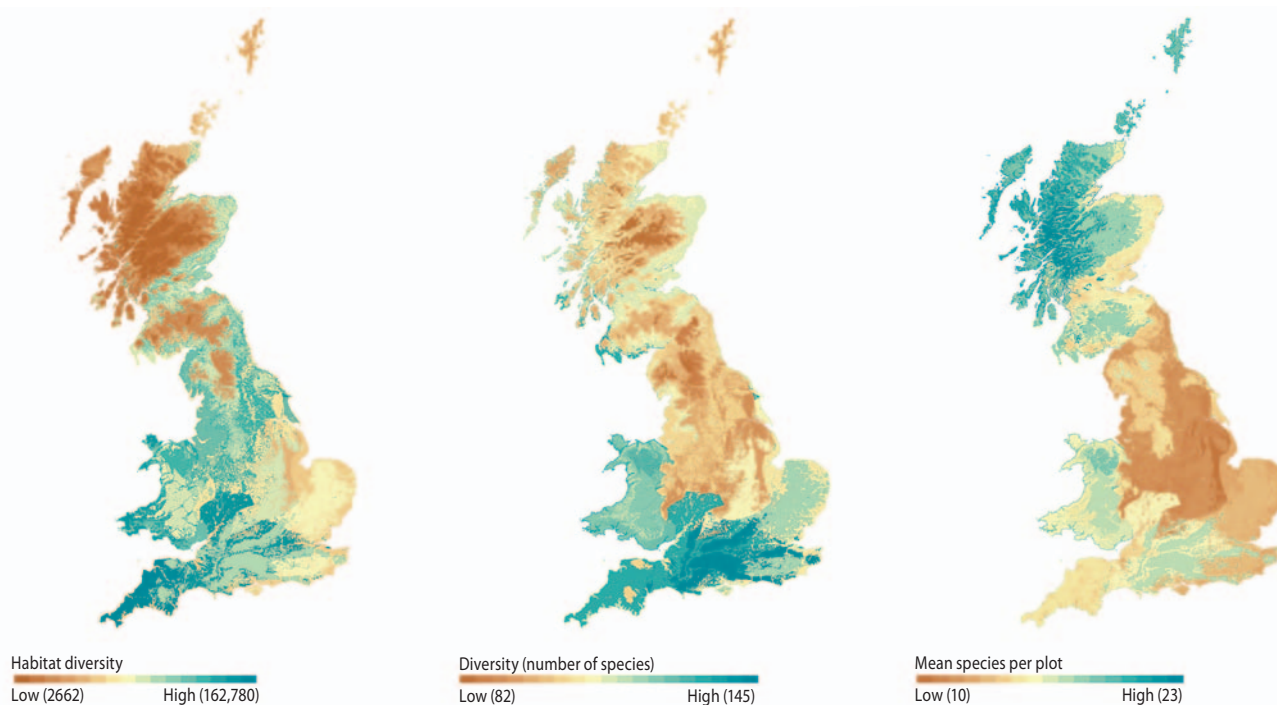 Habitat diversity
Low (2662) High (162,780)
Diversity (number of species)
Low (82) High (145)
Mean species per plot
Low (10) High (23)